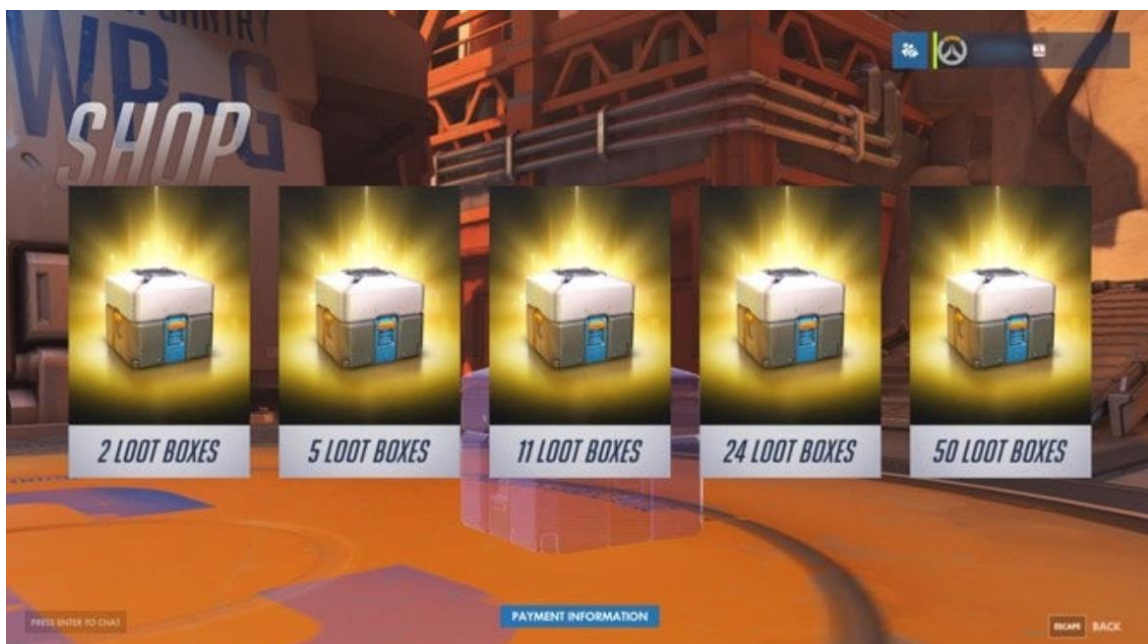 SHOP
2 LOOT BOXES
5 LOOT BOXES
11 LOOT BOXES
24 LOOT BOXES
50 LOOT BOXES
PRESS ENTER TO CHAT
PAYMENT INFORMATION
ESCAPE BACK